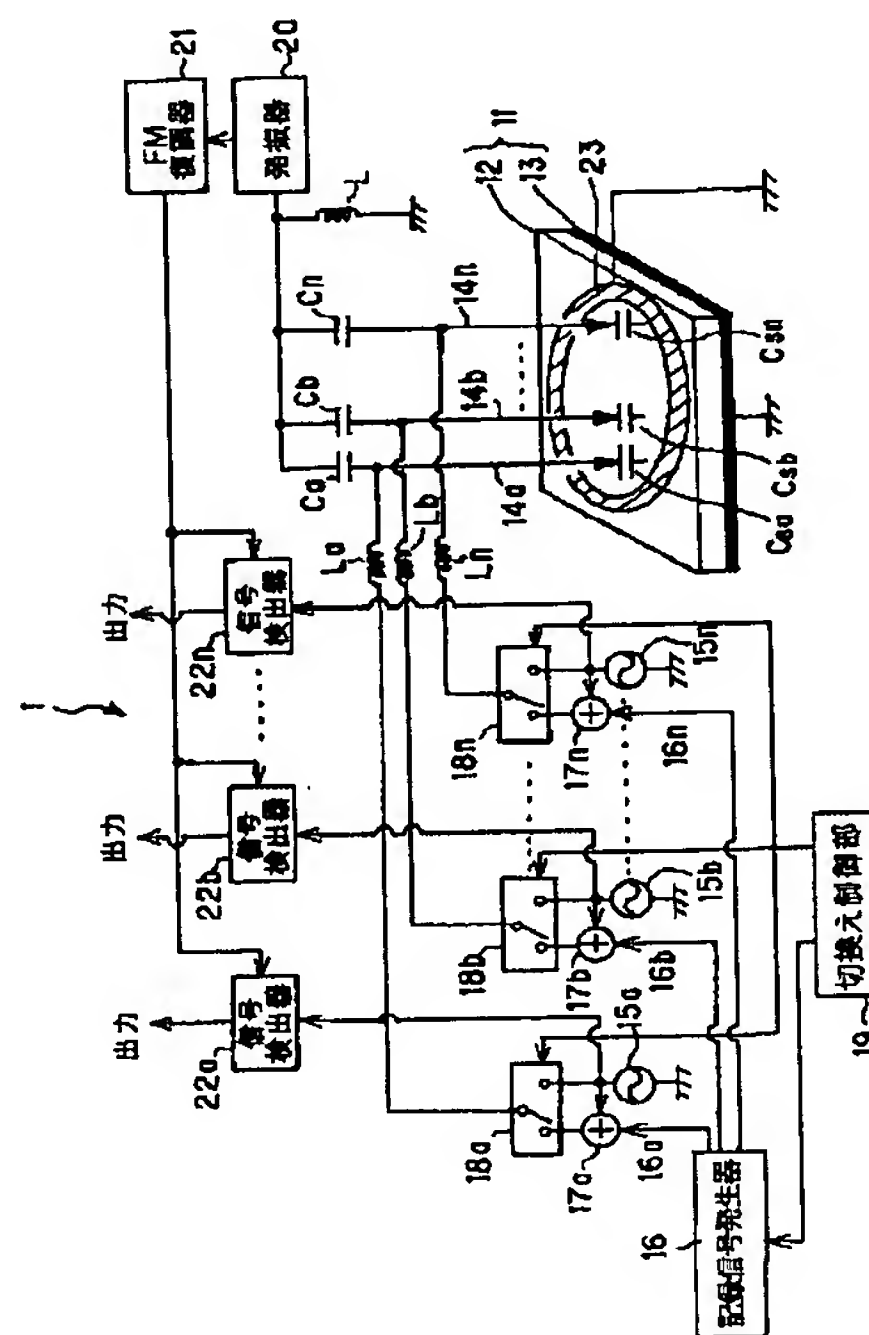 1
21
FM
復調器
20
発振器
L
Cn
Cb
Ca
14n
14b
14a
12
13
11
23
Csn
Csb
Csa
La
Lb
Ln
出力
信号
検出器
22n
出力
信号
検出器
22b
出力
信号
検出器
22a
18n
15n
17n
16n
18b
15b
17b
16b
18a
15a
17a
16a
16
記録信号発生器
切換え制御部
19